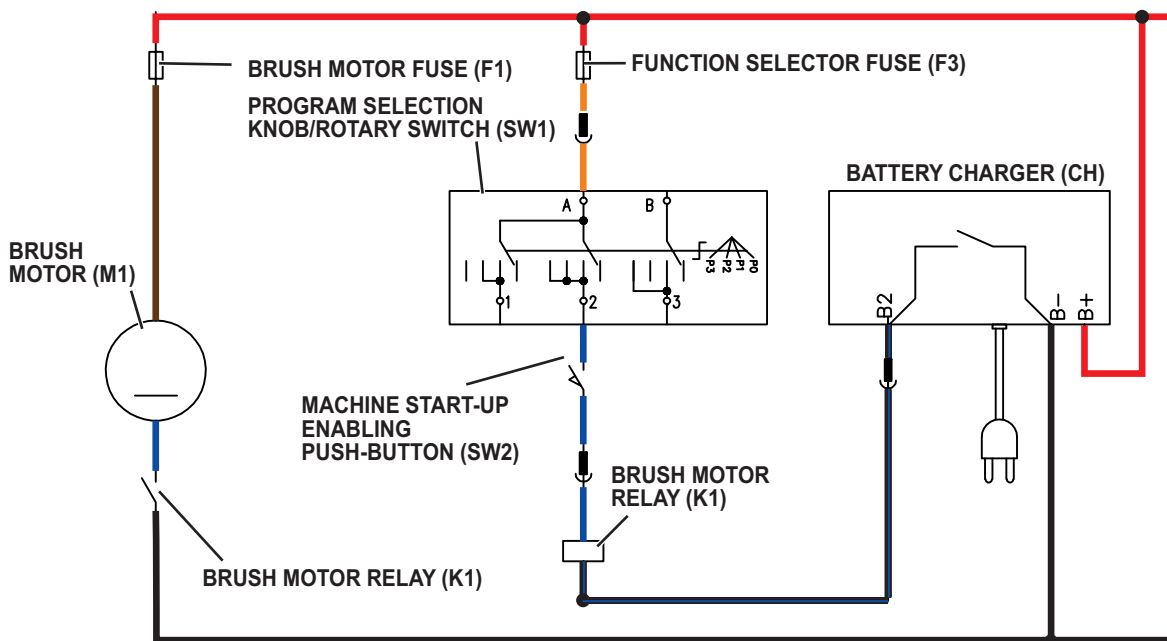 BRUSH MOTOR FUSE (F1)
FUNCTION SELECTOR FUSE (F3)
PROGRAM SELECTION
KNOB/ROTARY SWITCH (SW1)
BATTERY CHARGER (CH)
A
B
P3
P2
P1
P0
BRUSH
MOTOR (M1)
1
2
3
B2
B-
B+
MACHINE START-UP
ENABLING
PUSH-BUTTON (SW2)
BRUSH MOTOR
RELAY (K1)
BRUSH MOTOR RELAY (K1)